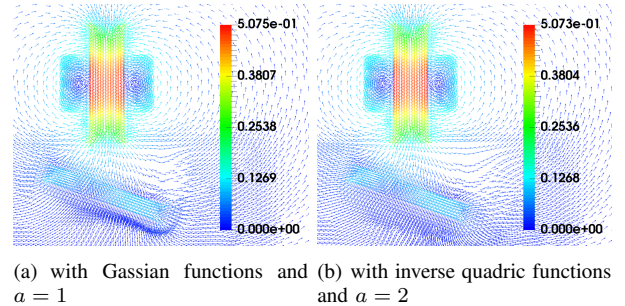 5.075e-01
0.3807
0.2538
0.1269
0.000e+00
5.073e-01
0.3804
0.2536
0.1268
0.000e+00
(a) with Gassian functions and
a = 1
(b) with inverse quadric functions
and a = 2